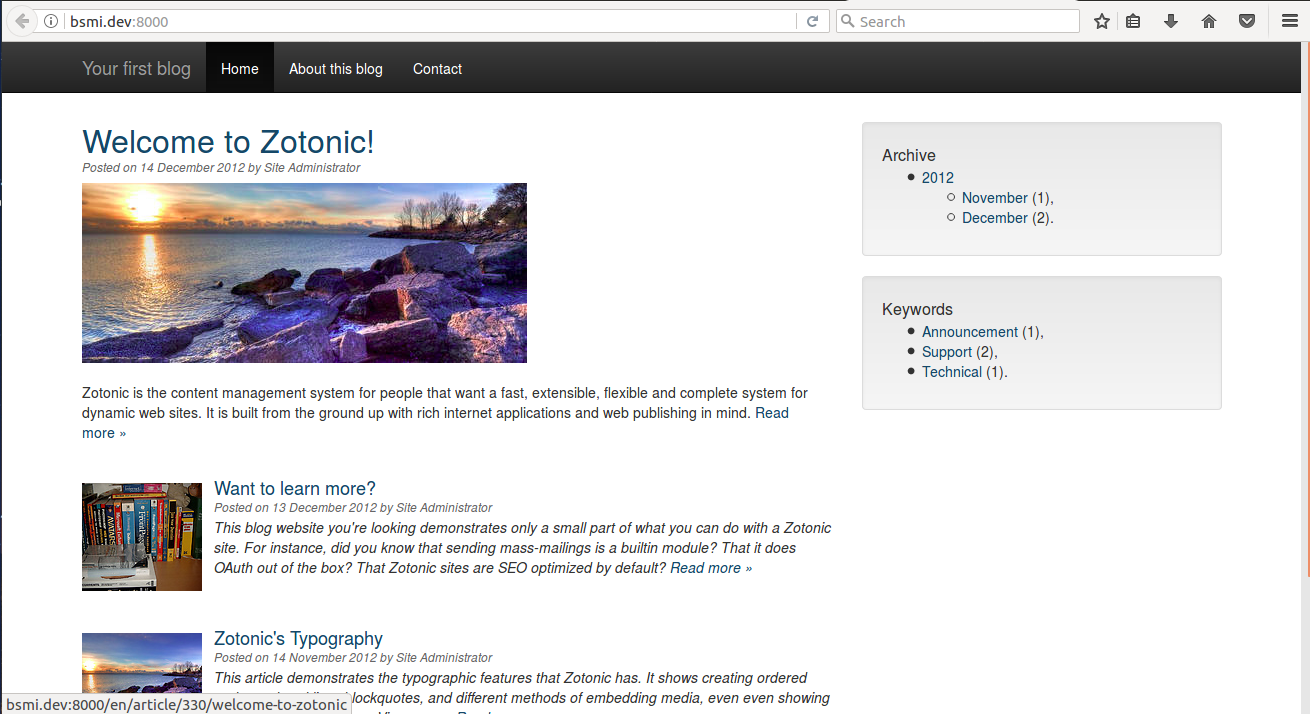 bsmi.dev:8000
Search
Your first blog
Home
About this blog
Contact
Welcome to Zotonic!
Posted on 14 December 2012 by Site Administrator
Zotonic is the content management system for people that want a fast, extensible, flexible and complete system for
dynamic web sites. It is built from the ground up with rich internet applications and web publishing in mind. Read
more »
Want to learn more?
Posted on 13 December 2012 by Site Administrator
This blog website you're looking demonstrates only a small part of what you can do with a Zotonic
site. For instance, did you know that sending mass-mailings is a builtin module? That it does
OAuth out of the box? That Zotonic sites are SEO optimized by default? Read more »
Zotonic's Typography
Posted on 14 November 2012 by Site Administrator
This article demonstrates the typographic features that Zotonic has. It shows creating ordered
blockquotes, and different methods of embedding media, even even showing
Archive
2012
November (1),
December (2).
Keywords
Announcement (1),
Support (2),
Technical (1).
bsmi.dev:8000/en/article/330/welcome-to-zotonic